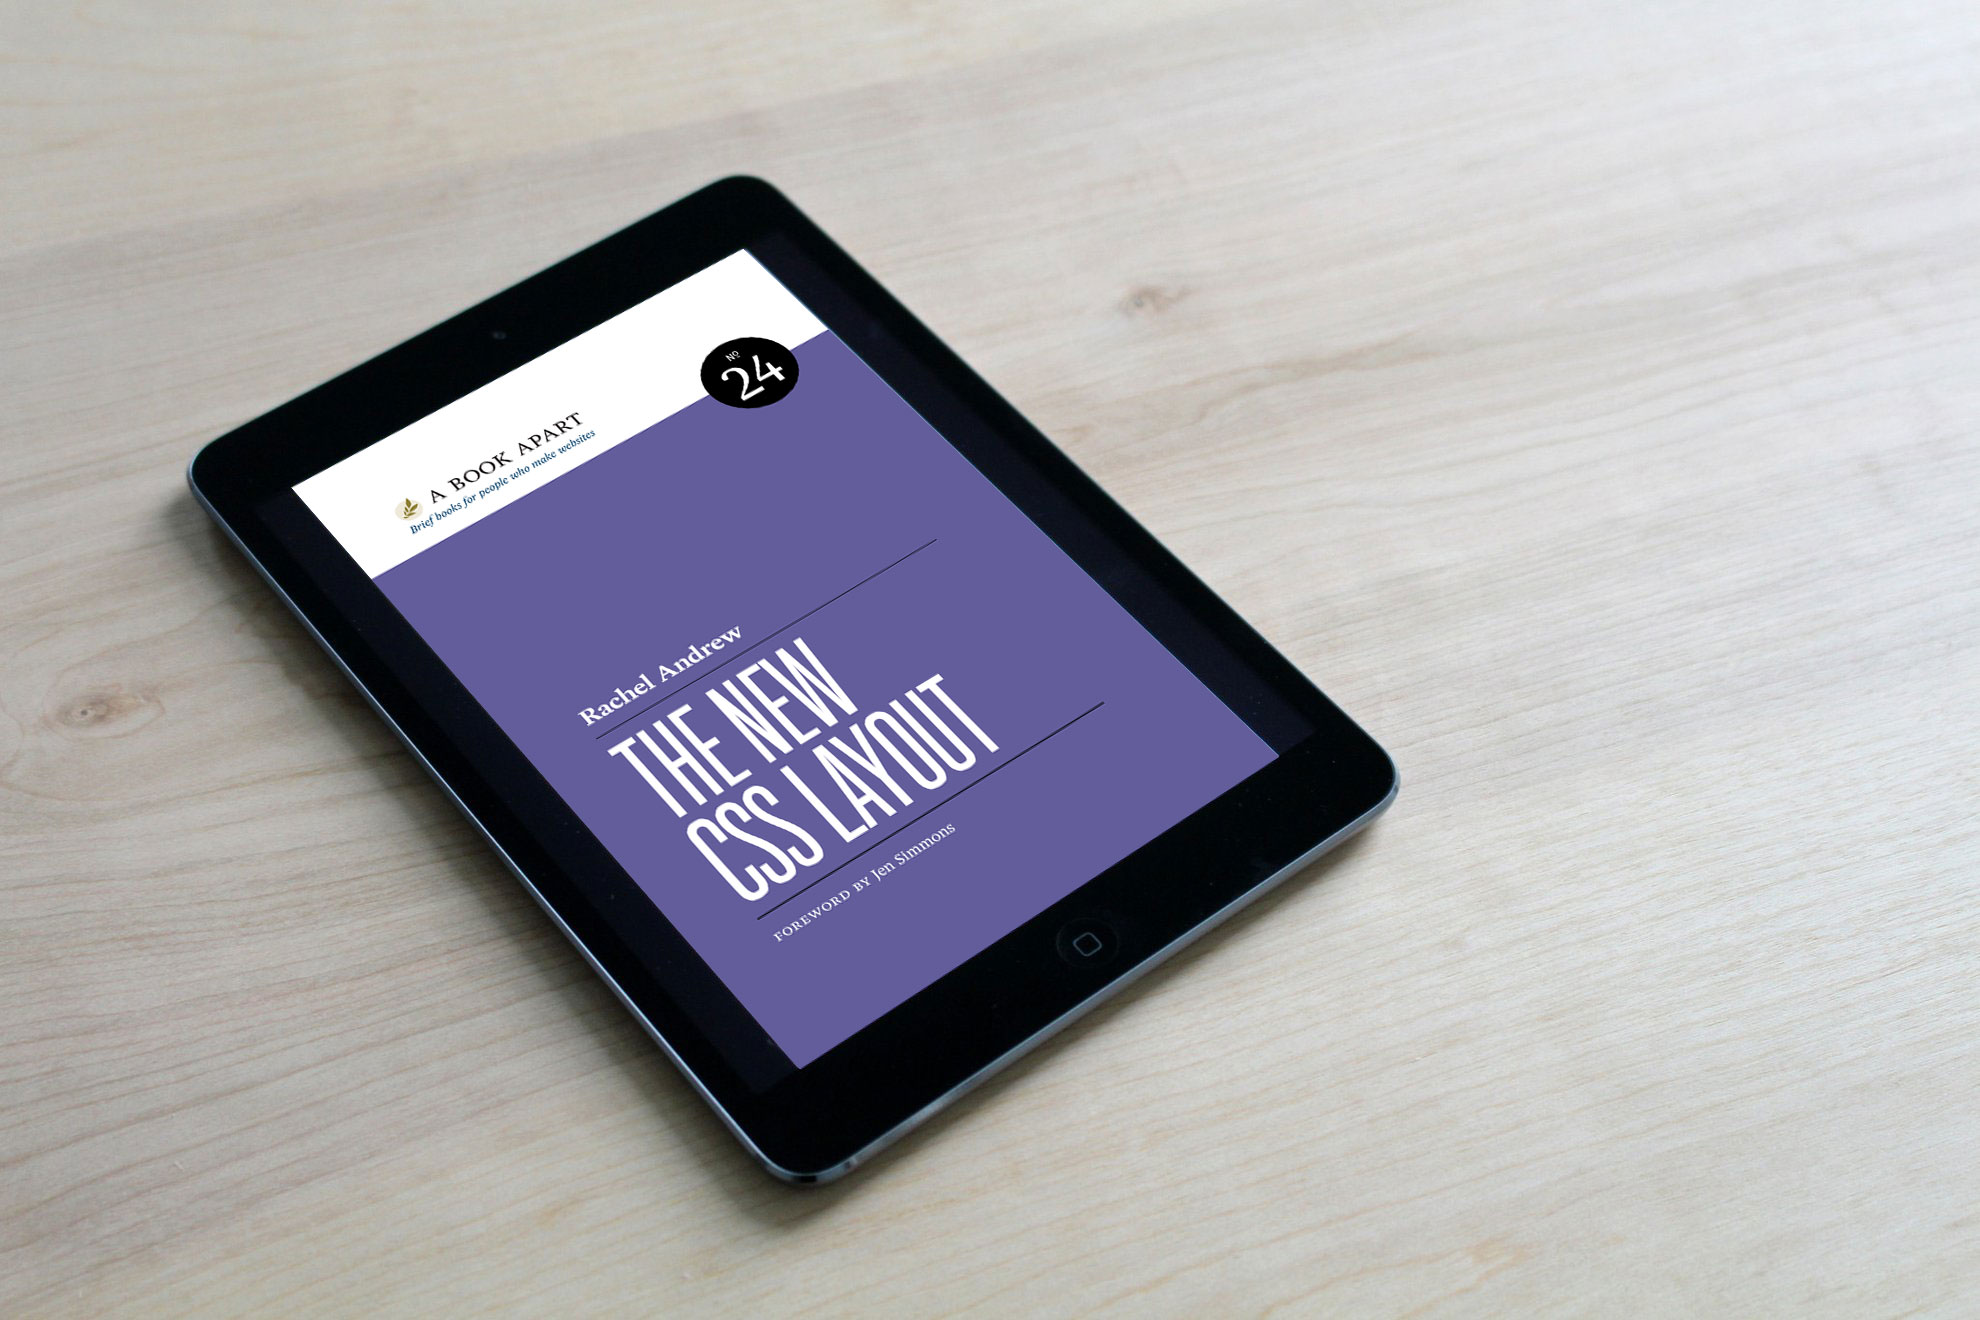 Nº
24
A BOOK APART
Brief books for people who make websites
Rachel Andrew
THE NEW
CSS LAYOUT
FOREWORD BY Jen Simmons